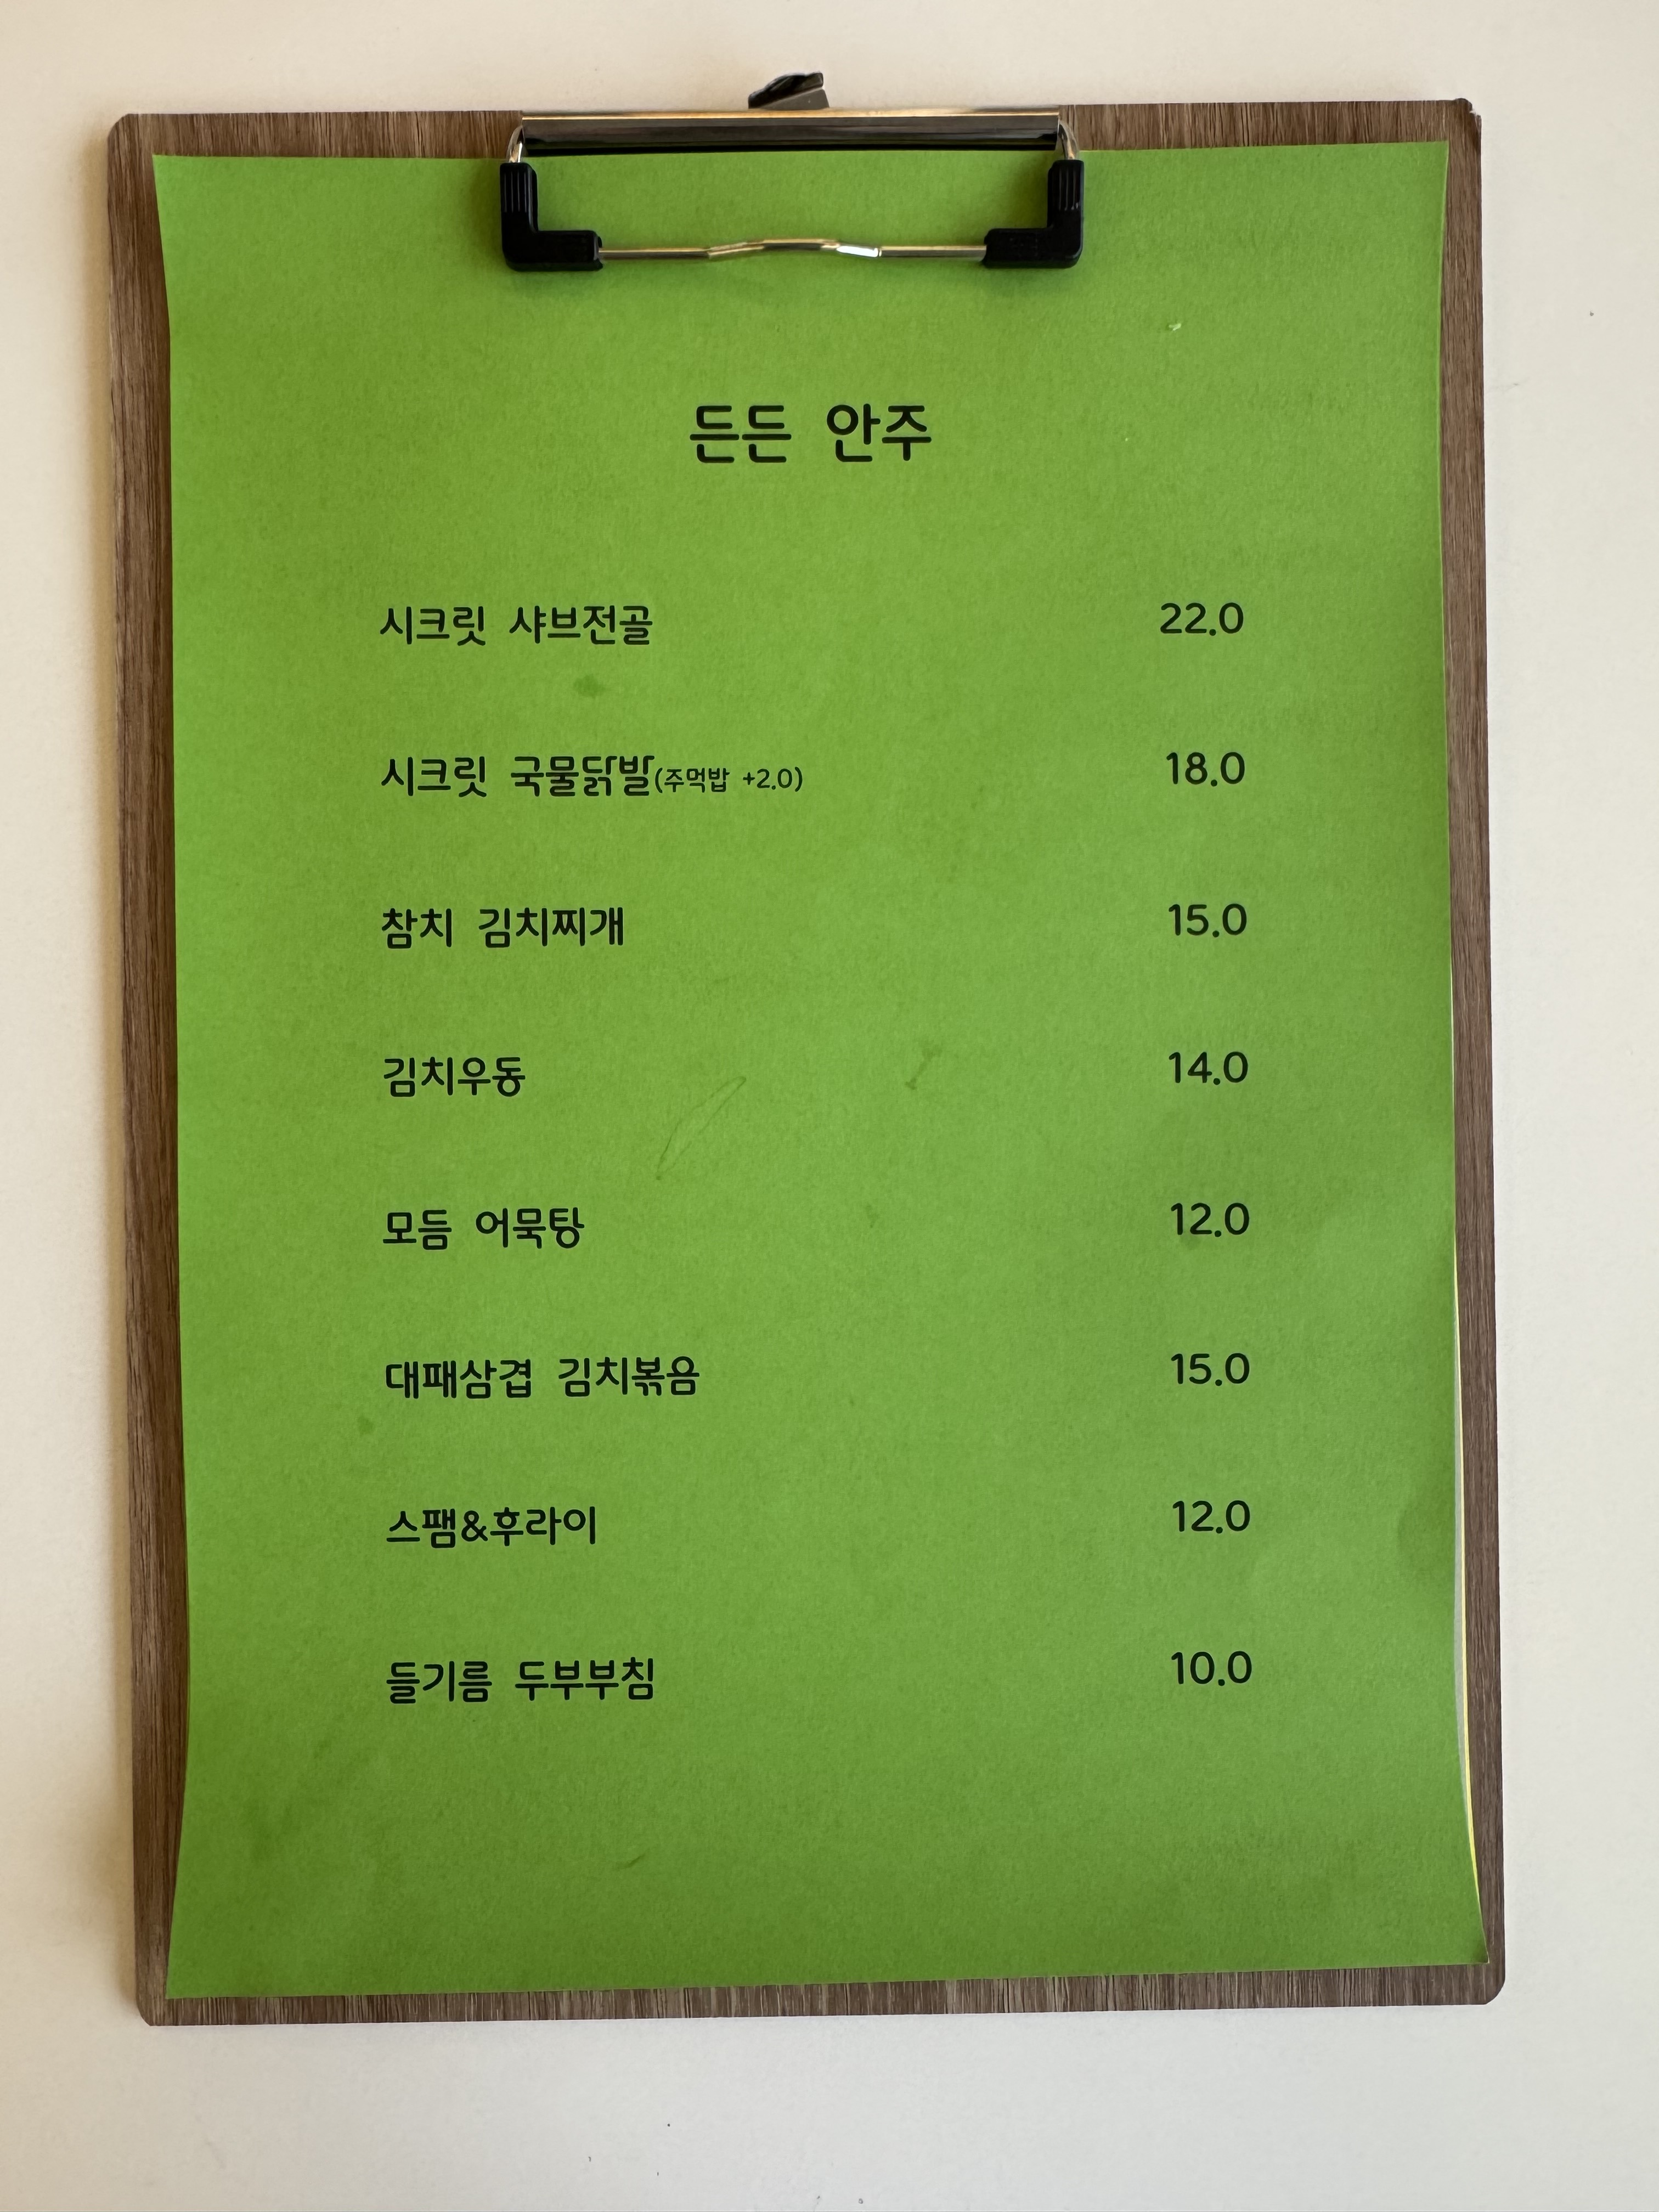 든든 안주
시크릿 샤브전골 22.0
시크릿 국물닭발(주먹밥 +2.0) 18.0
참치 김치찌개 15.0
김치우동 14.0
모듬 어묵탕 12.0
대패삼겹 김치볶음 15.0
스팸&후라이 12.0
들기름 두부부침 10.0